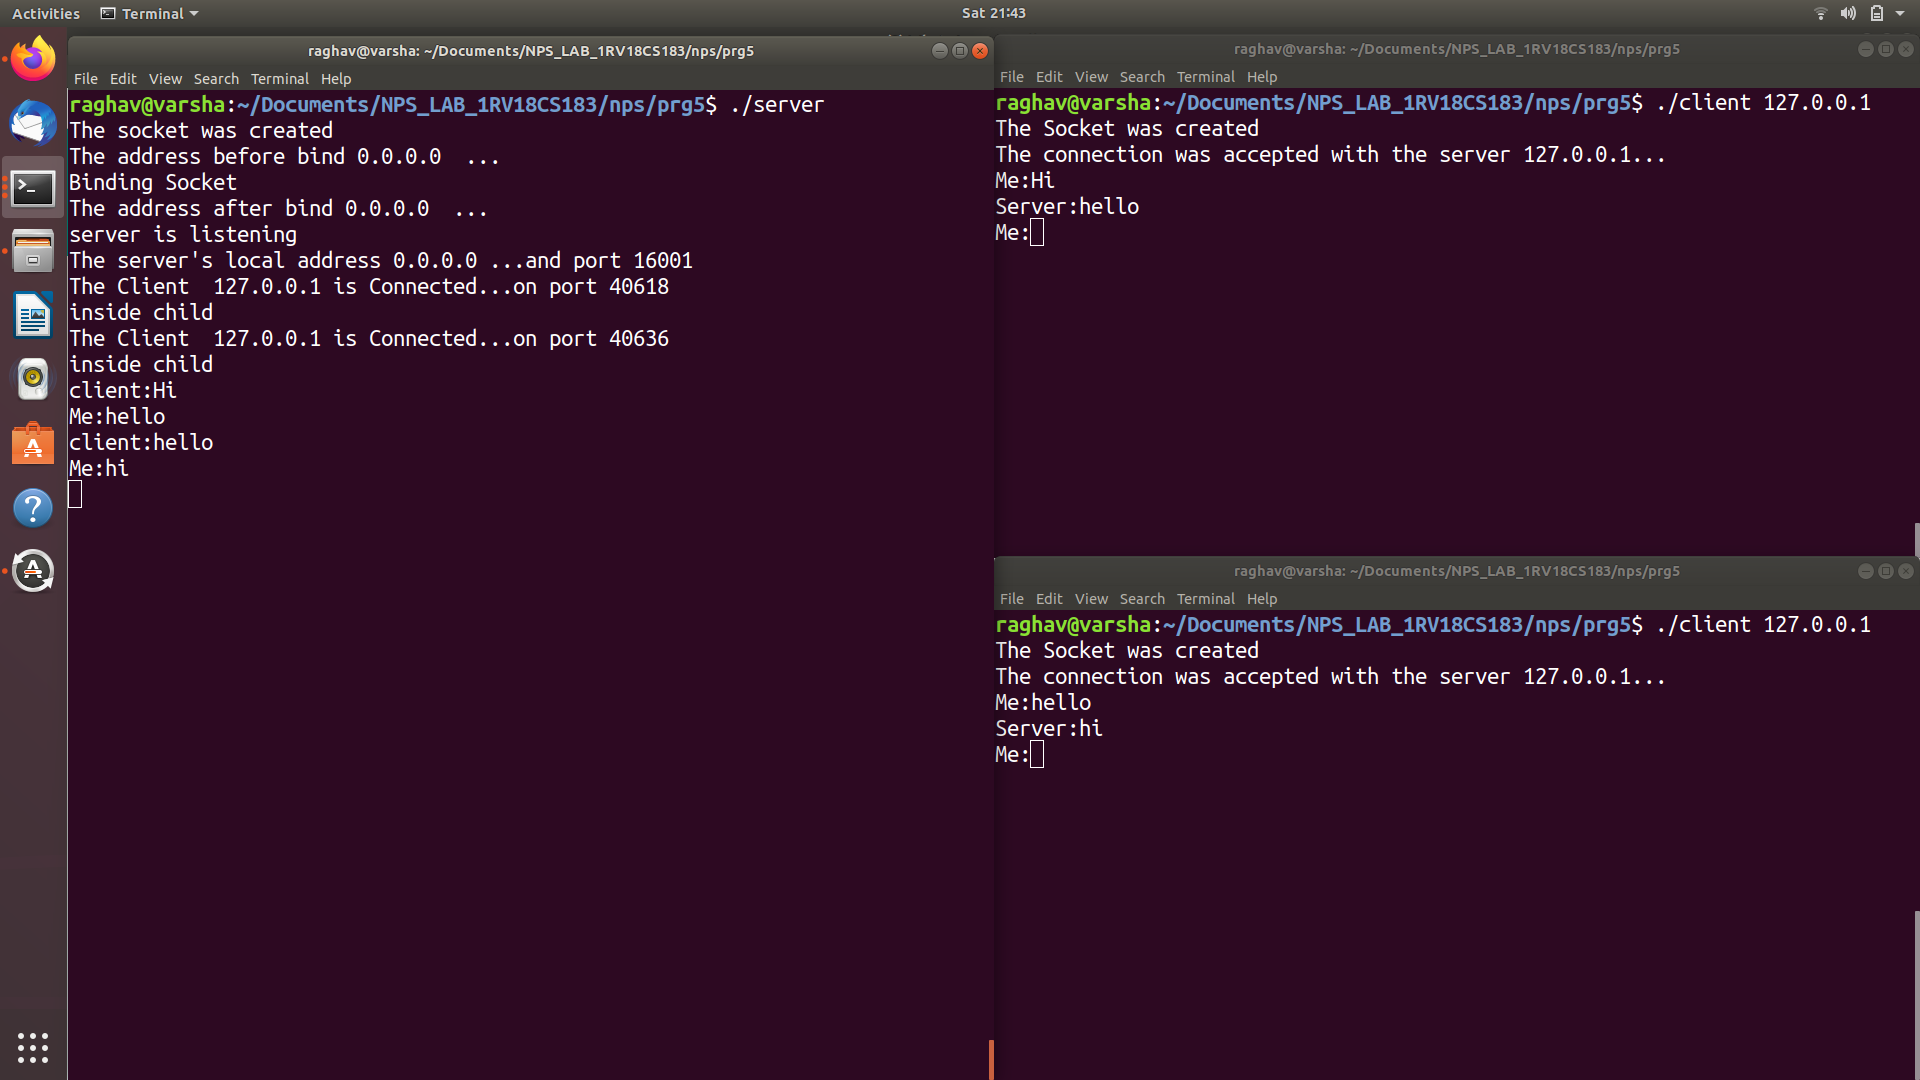 Activities Terminal Sat 21:43
raghav@varsha: ~/Documents/NPS_LAB_1RV18CS183/nps/prg5
File Edit View Search Terminal Help
raghav@varsha:~/Documents/NPS_LAB_1RV18CS183/nps/prg5$ ./server
The socket was created
The address before bind 0.0.0.0  ...
Binding Socket
The address after bind 0.0.0.0  ...
server is listening
The server's local address 0.0.0.0 ...and port 16001
The Client  127.0.0.1 is Connected...on port 40618
inside child
The Client  127.0.0.1 is Connected...on port 40636
inside child
client:Hi
Me:hello
client:hello
Me:hi
raghav@varsha: ~/Documents/NPS_LAB_1RV18CS183/nps/prg5
File Edit View Search Terminal Help
raghav@varsha:~/Documents/NPS_LAB_1RV18CS183/nps/prg5$ ./client 127.0.0.1
The Socket was created
The connection was accepted with the server 127.0.0.1...
Me:Hi
Server:hello
Me:
raghav@varsha: ~/Documents/NPS_LAB_1RV18CS183/nps/prg5
File Edit View Search Terminal Help
raghav@varsha:~/Documents/NPS_LAB_1RV18CS183/nps/prg5$ ./client 127.0.0.1
The Socket was created
The connection was accepted with the server 127.0.0.1...
Me:hello
Server:hi
Me: